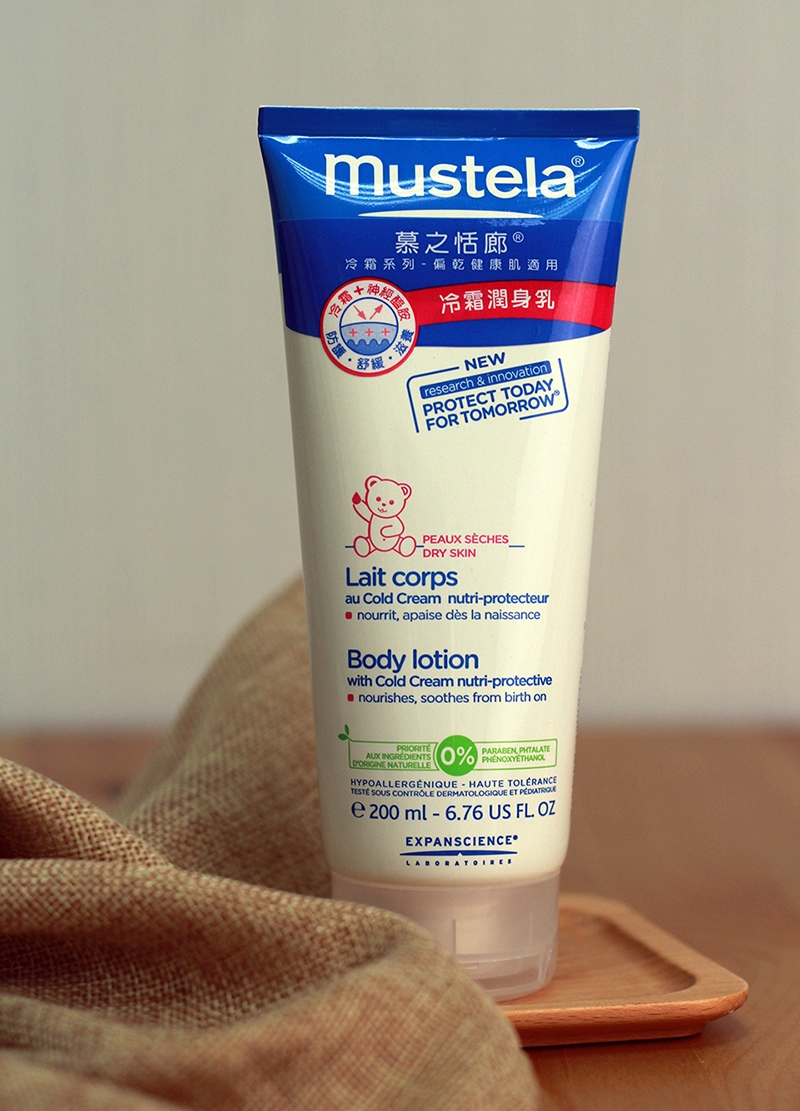 mustela®
慕之恬廊®
冷霜系列-偏乾健康肌適用
冷霜潤身乳
冷霜+神經醯胺
防護·舒緩·滋養
NEW
research & innovation
PROTECT TODAY
FOR TOMORROW®
PEAUX SÈCHES
DRY SKIN
Lait corps
au Cold Cream nutri-protecteur
nourrit, apaise dès la naissance
Body lotion
with Cold Cream nutri-protective
nourishes, soothes from birth on
PRIORITÉ
AUX INGRÉDIENTS
D'ORIGINE NATURELLE
0%
PARABEN, PHTALATE
PHÉNOXYÉTHANOL
HYPOALLERGÉNIQUE - HAUTE TOLÉRANCE
TESTÉ SOUS CONTRÔLE DERMATOLOGIQUE ET PÉDIATRIQUE
℮ 200 ml - 6.76 US FL. OZ
EXPANSCIENCE®
LABORATOIRES